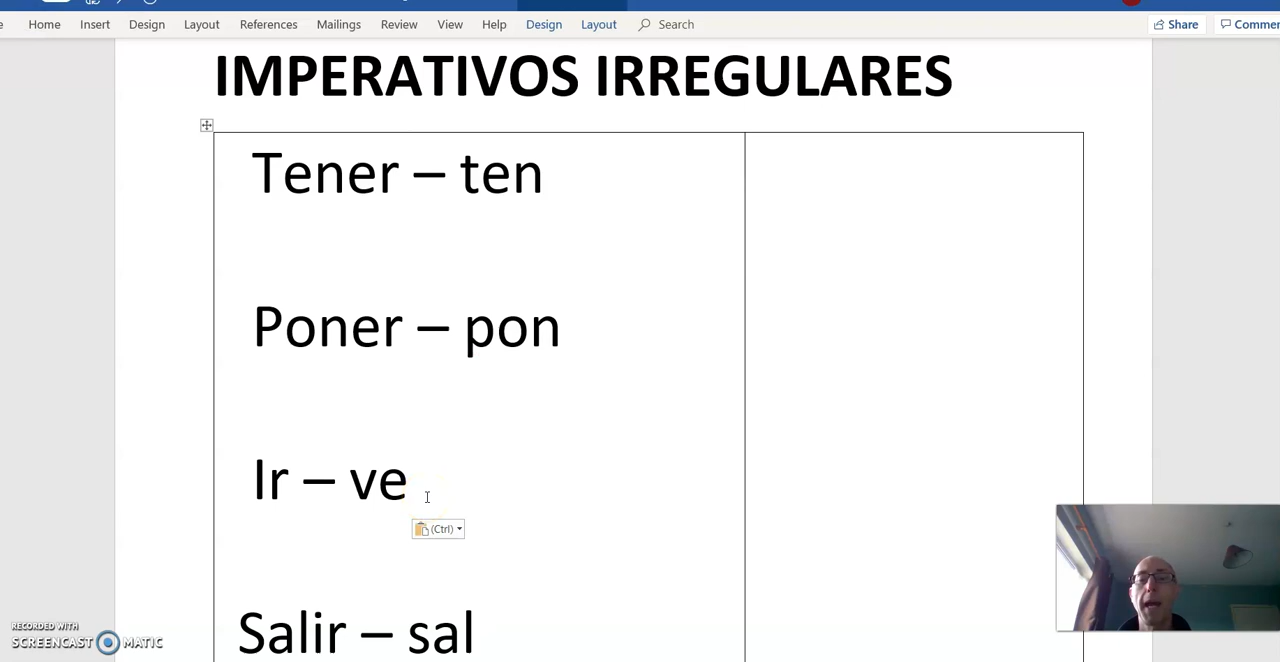 Home Insert Design Layout References Mailings Review View Help Design Layout Search Share
IMPERATIVOS IRREGULARES
Tener – ten
Poner – pon
Ir – ve
(Ctrl)
Salir – sal
RECORDED WITH
SCREENCAST MATIC